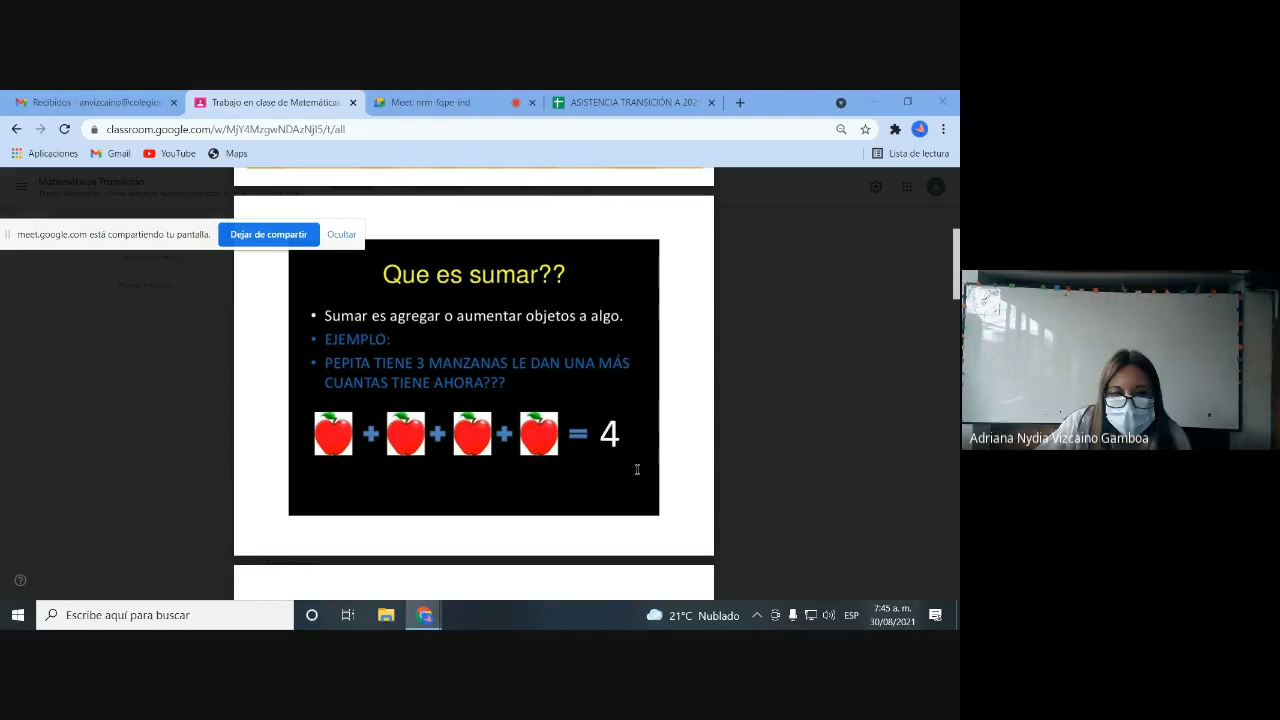 Recibidos - anvizcaino@colegio
Trabajo en clase de Matemáticas
Meet: nrm-fqpe-ind
ASISTENCIA TRANSICIÓN A 202
classroom.google.com/w/MjY4MzgwNDAzNjI5/t/all
Aplicaciones
Gmail
YouTube
Maps
Lista de lectura
Matemáticas Transición
meet.google.com está compartiendo tu pantalla.
Dejar de compartir
Ocultar
Que es sumar??
• Sumar es agregar o aumentar objetos a algo.
• EJEMPLO:
• PEPITA TIENE 3 MANZANAS LE DAN UNA MÁS
CUANTAS TIENE AHORA???
+ + + = 4
Adriana Nydia Vizcaino Gamboa
Escribe aquí para buscar
21°C Nublado
ESP
7:45 a. m.
30/08/2021